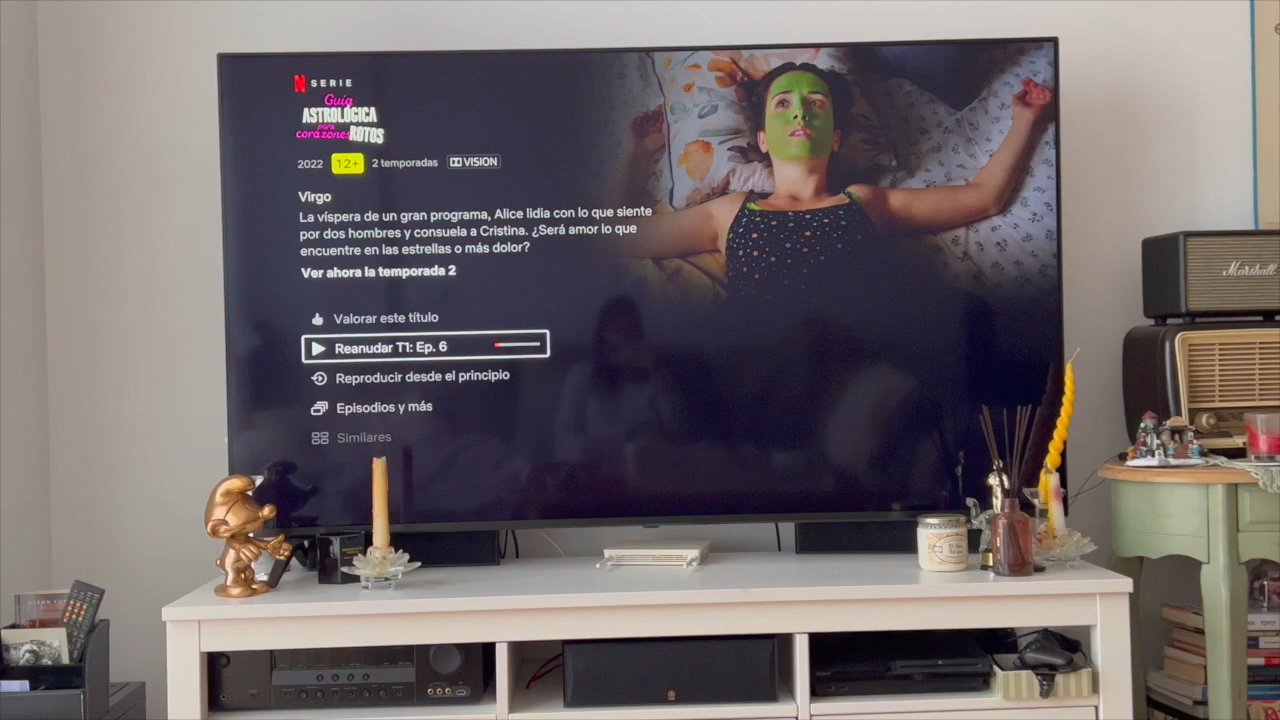 SERIE
Guía
ASTROLÓGICA
para
corazones ROTOS
2022 12+ 2 temporadas VISION
Virgo
La víspera de un gran programa, Alice lidia con lo que siente
por dos hombres y consuela a Cristina. ¿Será amor lo que
encuentre en las estrellas o más dolor?
Ver ahora la temporada 2
Valorar este título
Reanudar T1: Ep. 6
Reproducir desde el principio
Episodios y más
Similares
Marshall